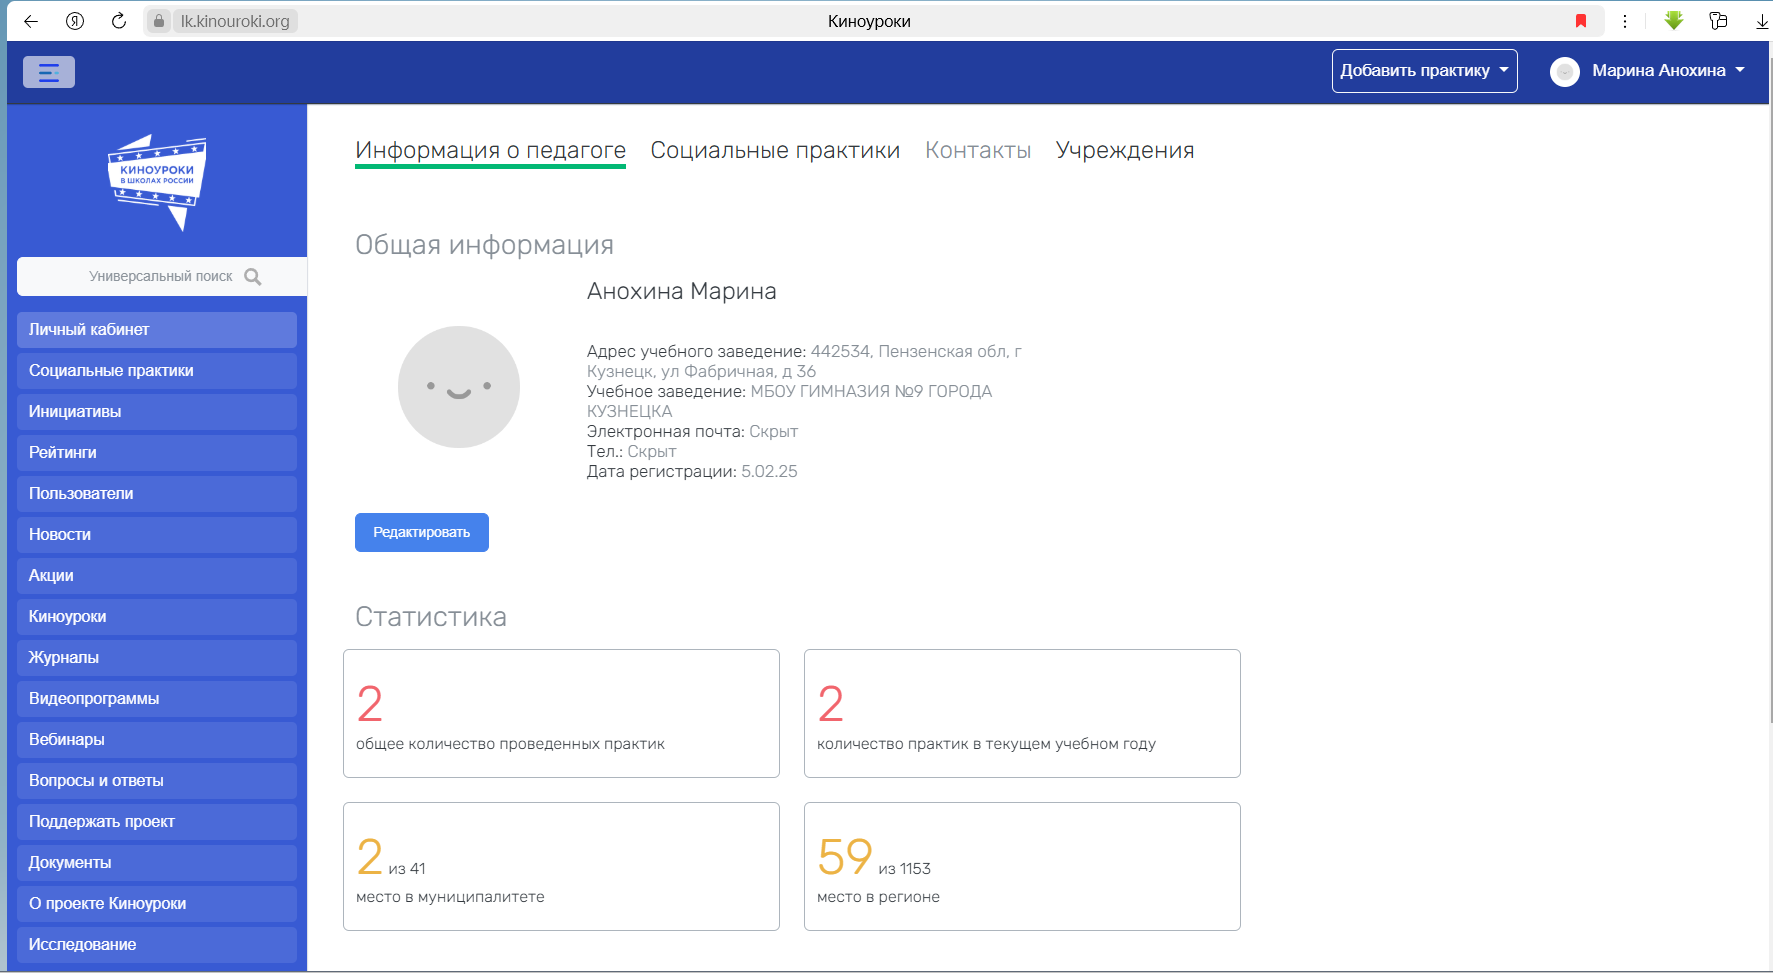 lk.kinouroki.org
Киноуроки
Добавить практику
Марина Анохина
КИНОУРОКИ
В ШКОЛАХ РОССИИ
Универсальный поиск
Личный кабинет
Социальные практики
Инициативы
Рейтинги
Пользователи
Новости
Акции
Киноуроки
Журналы
Видеопрограммы
Вебинары
Вопросы и ответы
Поддержать проект
Документы
О проекте Киноуроки
Исследование
Информация о педагоге
Социальные практики
Контакты
Учреждения
Общая информация
Анохина Марина
Адрес учебного заведение: 442534, Пензенская обл, г
Кузнецк, ул Фабричная, д 36
Учебное заведение: МБОУ ГИМНАЗИЯ №9 ГОРОДА
КУЗНЕЦКА
Электронная почта: Скрыт
Тел.: Скрыт
Дата регистрации: 5.02.25
Редактировать
Статистика
2
общее количество проведенных практик
2
количество практик в текущем учебном году
2 из 41
место в муниципалитете
59 из 1153
место в регионе